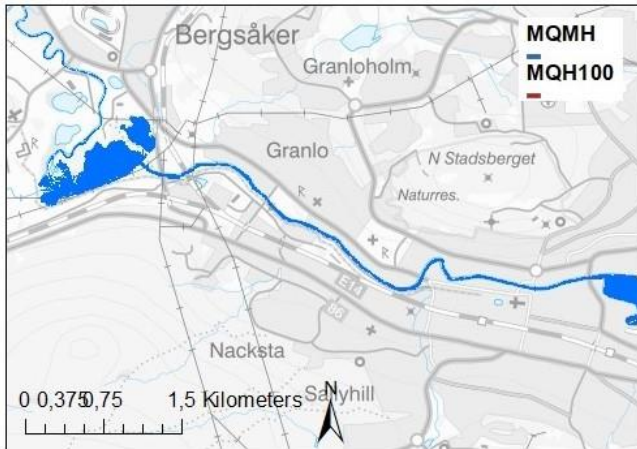 MQMH
MQH100
Bergsåker
Granloholm
Granlo
N Stadsberget
Naturres.
E14
86
Nacksta
Sallyhill
N
0 0,375 0,75 1,5 Kilometers